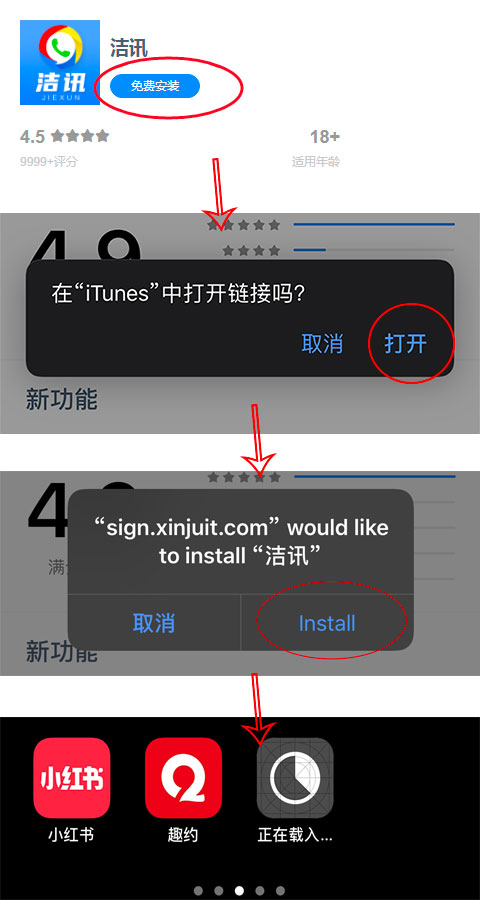 洁讯
洁讯
JIEXUN
免费安装
4.5
18+
9999+评分
适用年龄
在“iTunes”中打开链接吗?
取消
打开
新功能
“sign.xinjuit.com” would like
to install “洁讯”
取消
Install
新功能
小红书
小红书
趣约
正在载入...